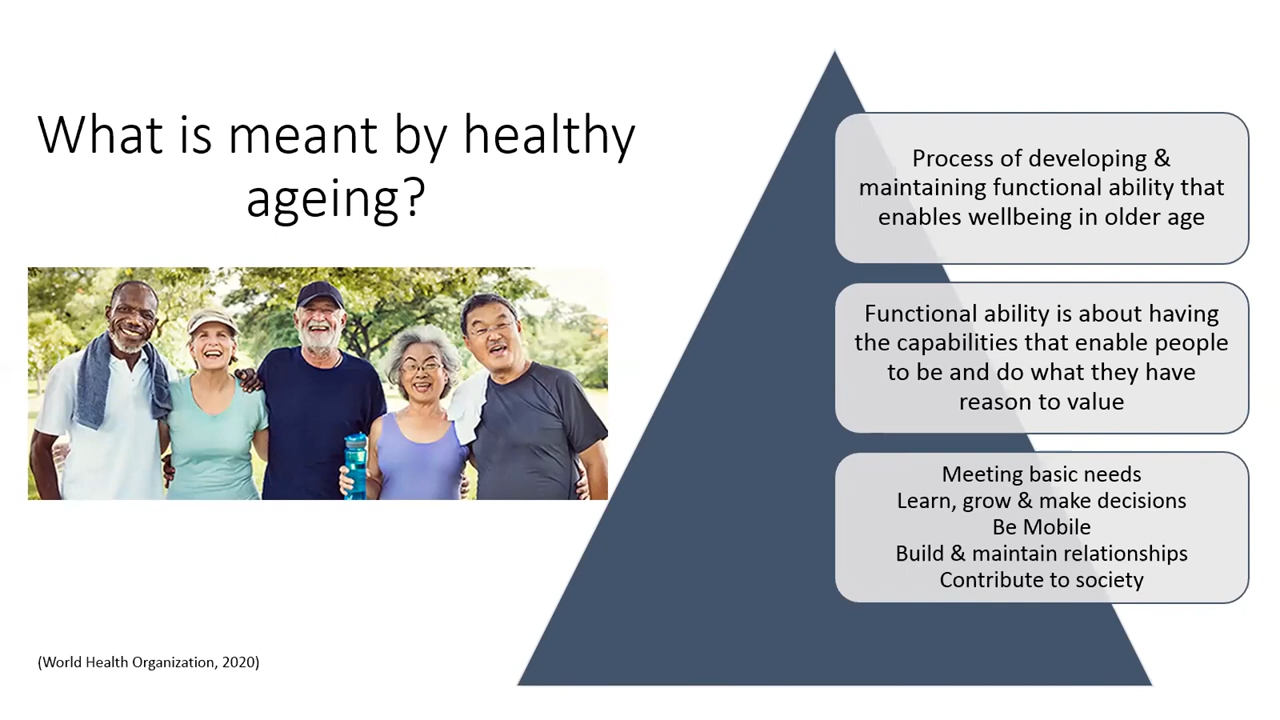 What is meant by healthy
ageing?
Process of developing &
maintaining functional ability that
enables wellbeing in older age
Functional ability is about having
the capabilities that enable people
to be and do what they have
reason to value
Meeting basic needs
Learn, grow & make decisions
Be Mobile
Build & maintain relationships
Contribute to society
(World Health Organization, 2020)